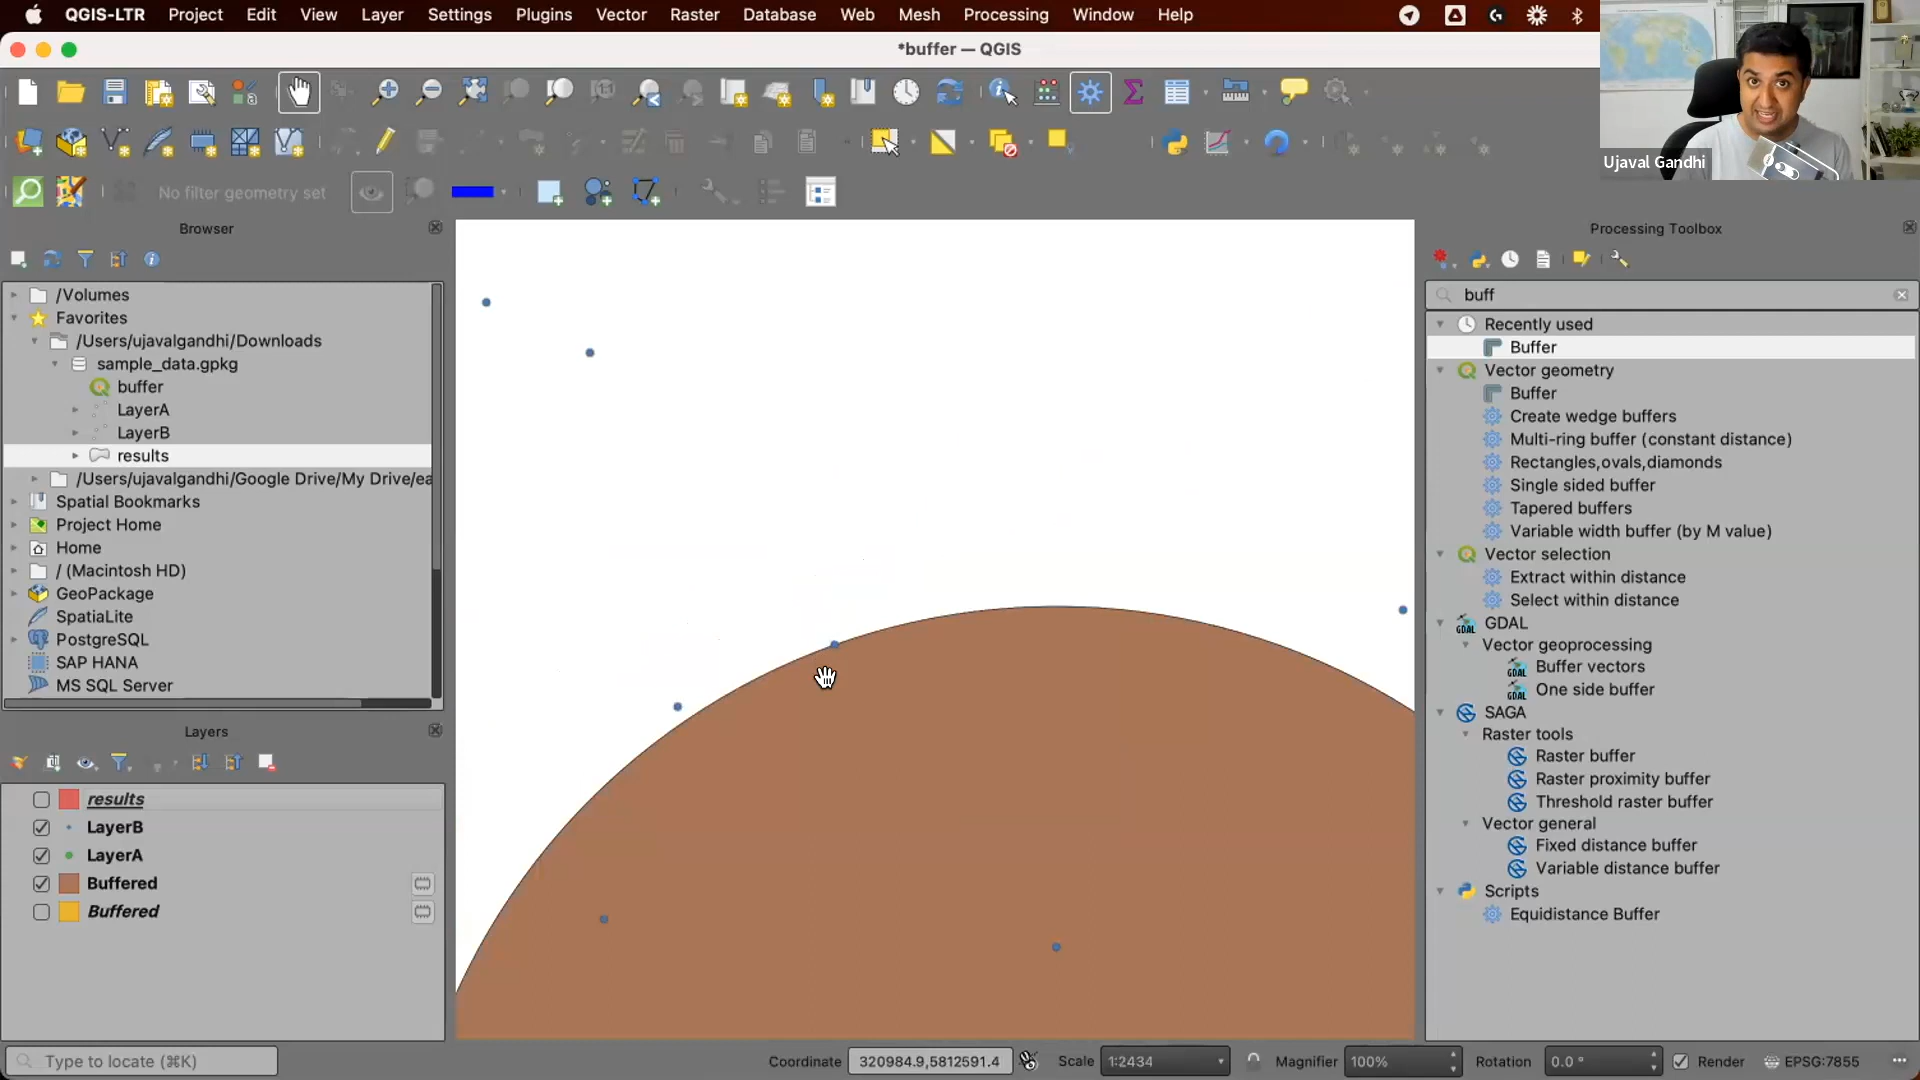 QGIS-LTR Project Edit View Layer Settings Plugins Vector Raster Database Web Mesh Processing Window Help
*buffer — QGIS
Ujaval Gandhi
No filter geometry set
Browser
/Volumes
Favorites
/Users/ujavalgandhi/Downloads
sample_data.gpkg
buffer
LayerA
LayerB
results
/Users/ujavalgandhi/Google Drive/My Drive/ea
Spatial Bookmarks
Project Home
Home
/ (Macintosh HD)
GeoPackage
SpatiaLite
PostgreSQL
SAP HANA
MS SQL Server
Layers
results
LayerB
LayerA
Buffered
Buffered
Processing Toolbox
buff
Recently used
Buffer
Vector geometry
Buffer
Create wedge buffers
Multi-ring buffer (constant distance)
Rectangles,ovals,diamonds
Single sided buffer
Tapered buffers
Variable width buffer (by M value)
Vector selection
Extract within distance
Select within distance
GDAL
Vector geoprocessing
Buffer vectors
One side buffer
SAGA
Raster tools
Raster buffer
Raster proximity buffer
Threshold raster buffer
Vector general
Fixed distance buffer
Variable distance buffer
Scripts
Equidistance Buffer
Type to locate (⌘K) Coordinate 320984.9,5812591.4 Scale 1:2434 Magnifier 100% Rotation 0.0 ° Render EPSG:7855